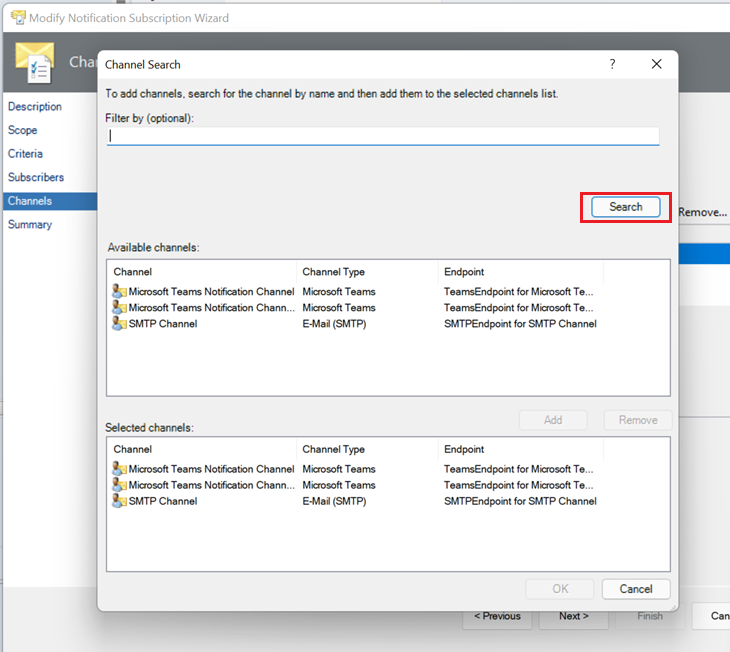 Modify Notification Subscription Wizard
Cha
Channel Search
?
To add channels, search for the channel by name and then add them to the selected channels list.
Description
Filter by (optional):
Scope
Criteria
Subscribers
Channels
Search
Remove...
Summary
Available channels:
Channel Channel Type Endpoint
Microsoft Teams Notification Channel Microsoft Teams TeamsEndpoint for Microsoft Te...
Microsoft Teams Notification Chann... Microsoft Teams TeamsEndpoint for Microsoft Te...
SMTP Channel E-Mail (SMTP) SMTPEndpoint for SMTP Channel
Add Remove
Selected channels:
Channel Channel Type Endpoint
Microsoft Teams Notification Channel Microsoft Teams TeamsEndpoint for Microsoft Te...
Microsoft Teams Notification Chann... Microsoft Teams TeamsEndpoint for Microsoft Te...
SMTP Channel E-Mail (SMTP) SMTPEndpoint for SMTP Channel
OK Cancel
< Previous Next > Finish Can